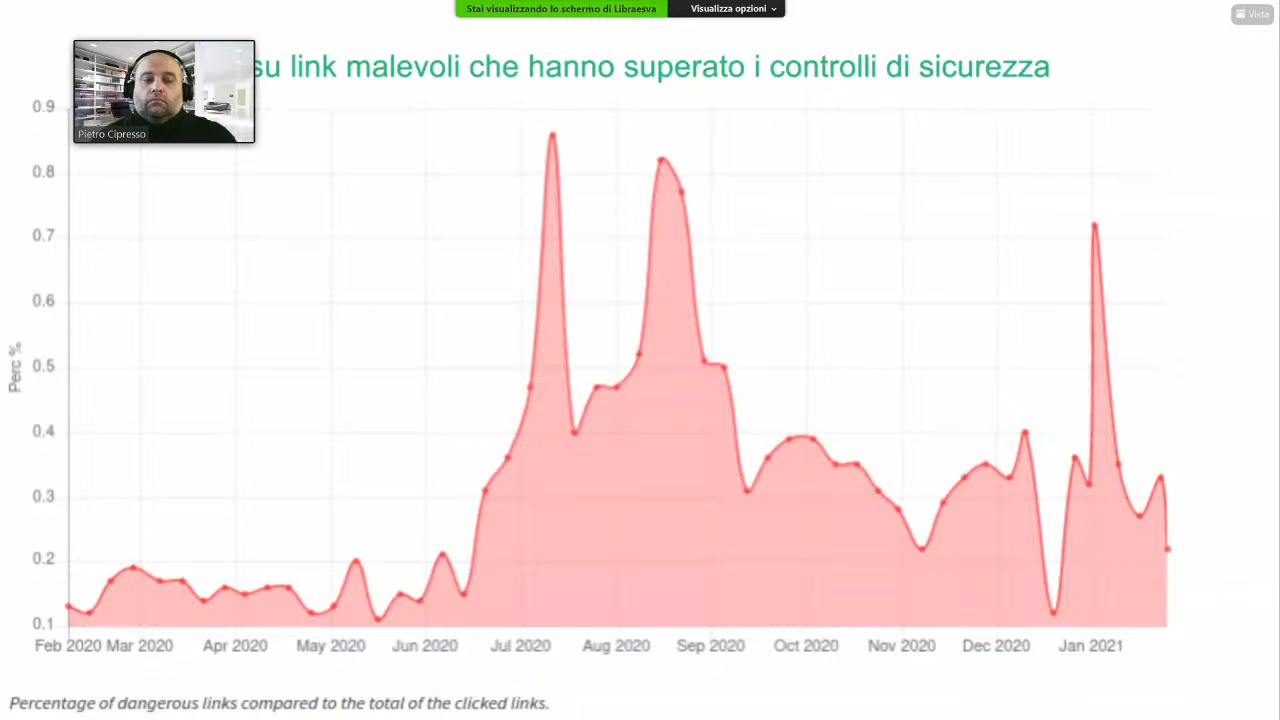 Stai visualizzando lo schermo di Libraesva Visualizza opzioni
Vista
su link malevoli che hanno superato i controlli di sicurezza
Pietro Cipresso
0.9
0.8
0.7
0.6
0.5
0.4
0.3
0.2
0.1
Perc %
Feb 2020 Mar 2020 Apr 2020 May 2020 Jun 2020 Jul 2020 Aug 2020 Sep 2020 Oct 2020 Nov 2020 Dec 2020 Jan 2021
Percentage of dangerous links compared to the total of the clicked links.